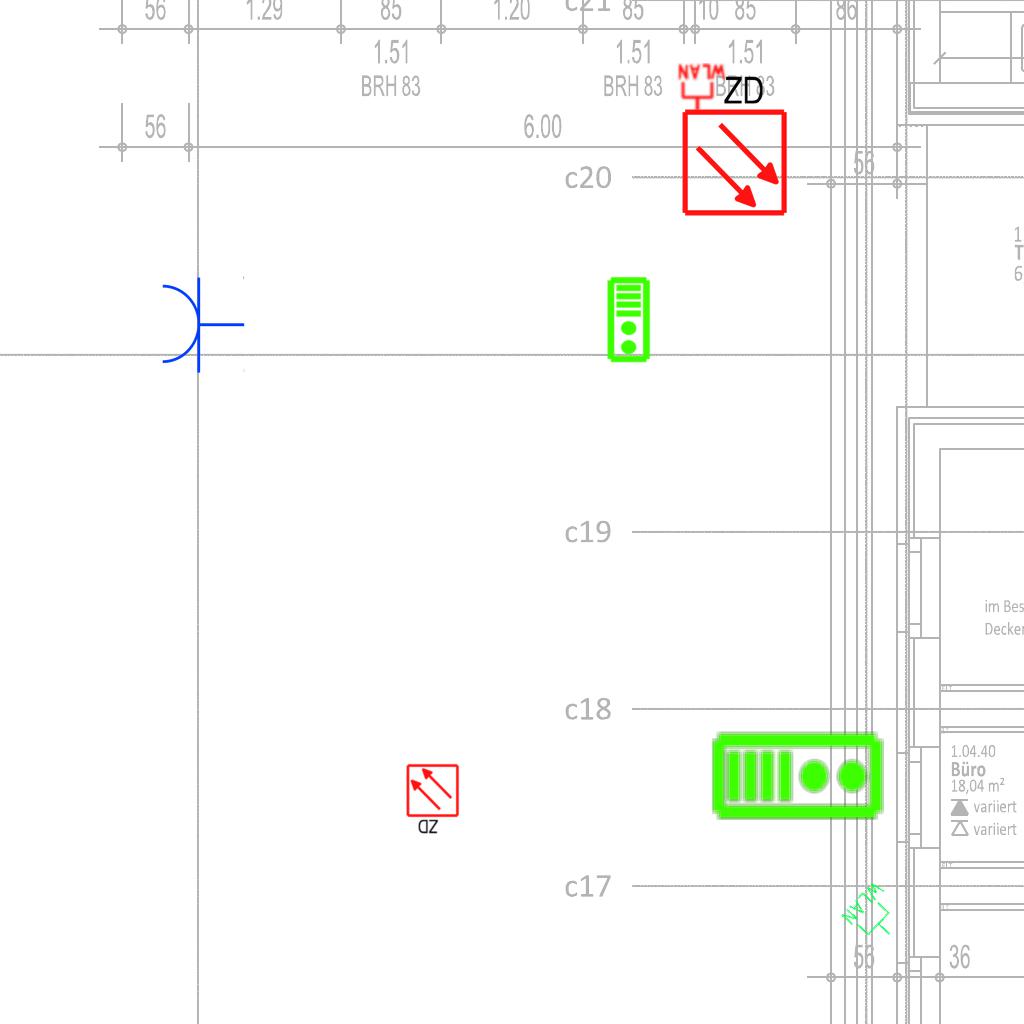 56 1.29 85 1.20 c21 85 10 85 86
1.51 1.51 1.51
BRH 83 BRH 83 BRH 83
WLAN
ZD
56 6.00
56
c20
1
T
6
c19
im Bes
Decker
c18
1.04.40
Büro
18,04 m²
variiert
variiert
ZD
c17
WLAN
56 36